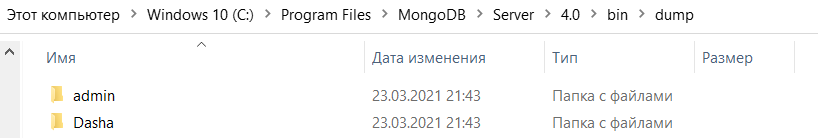 Этот компьютер > Windows 10 (C:) > Program Files > MongoDB > Server > 4.0 > bin > dump
Имя Дата изменения Тип Размер
admin 23.03.2021 21:43 Папка с файлами
Dasha 23.03.2021 21:43 Папка с файлами